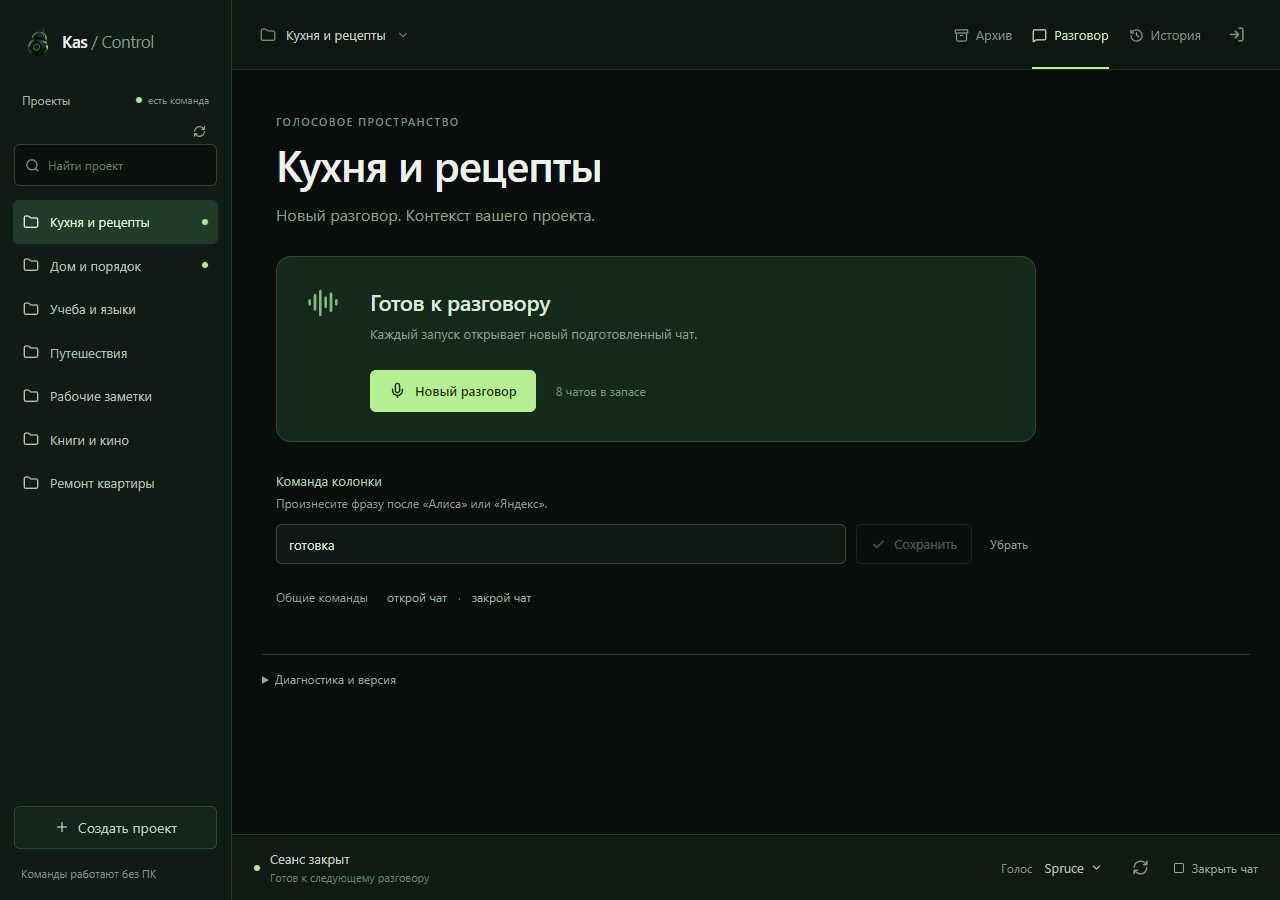 Kas / Control
Проекты
есть команда
Найти проект
Кухня и рецепты
Дом и порядок
Учеба и языки
Путешествия
Рабочие заметки
Книги и кино
Ремонт квартиры
Создать проект
Команды работают без ПК
Кухня и рецепты
Архив
Разговор
История
ГОЛОСОВОЕ ПРОСТРАНСТВО
Кухня и рецепты
Новый разговор. Контекст вашего проекта.
Готов к разговору
Каждый запуск открывает новый подготовленный чат.
Новый разговор
8 чатов в запасе
Команда колонки
Произнесите фразу после «Алиса» или «Яндекс».
готовка
Сохранить
Убрать
Общие команды открой чат · закрой чат
Диагностика и версия
Сеанс закрыт
Готов к следующему разговору
Голос Spruce
Закрыть чат